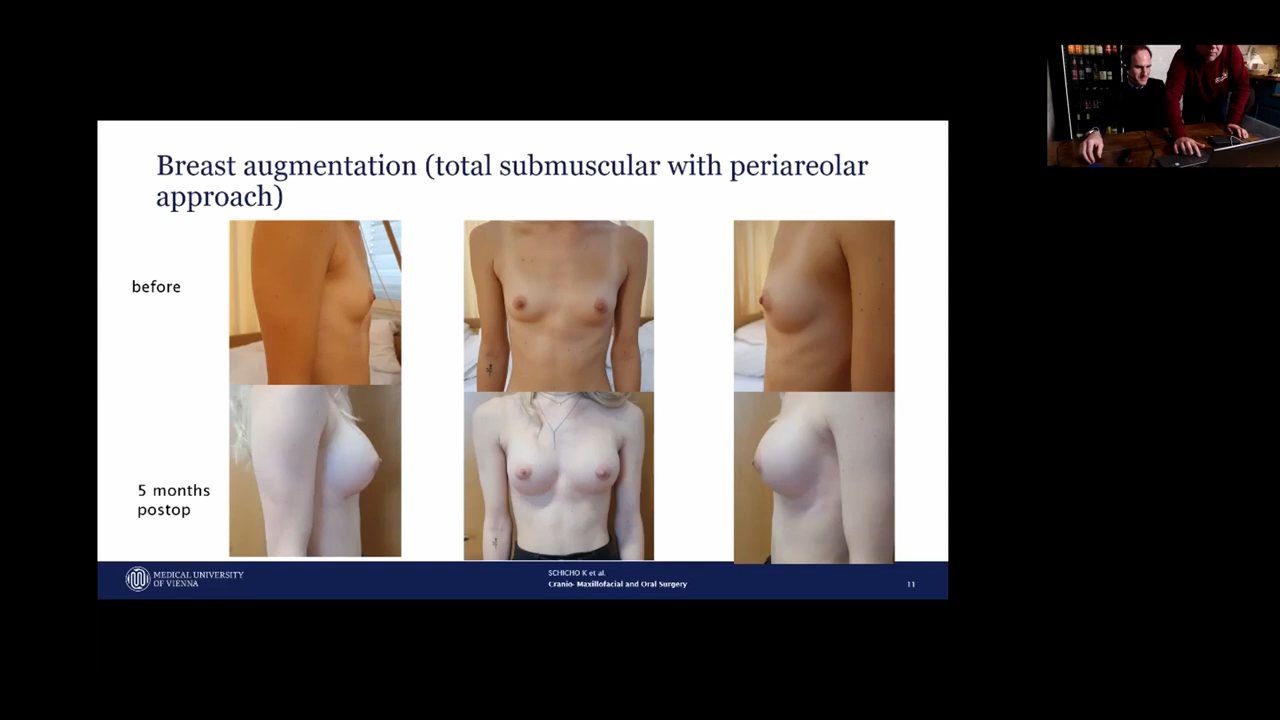 Breast augmentation (total submuscular with periareolar
approach)
before
5 months
postop
MEDICAL UNIVERSITY
OF VIENNA
SCHICHO K et al.
Cranio- Maxillofacial and Oral Surgery
11